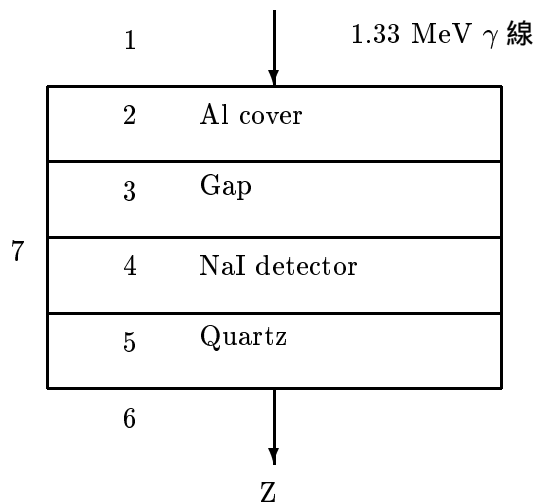 1 1.33 MeV γ 線
2 Al cover
3 Gap
7
4 NaI detector
5 Quartz
6
Z